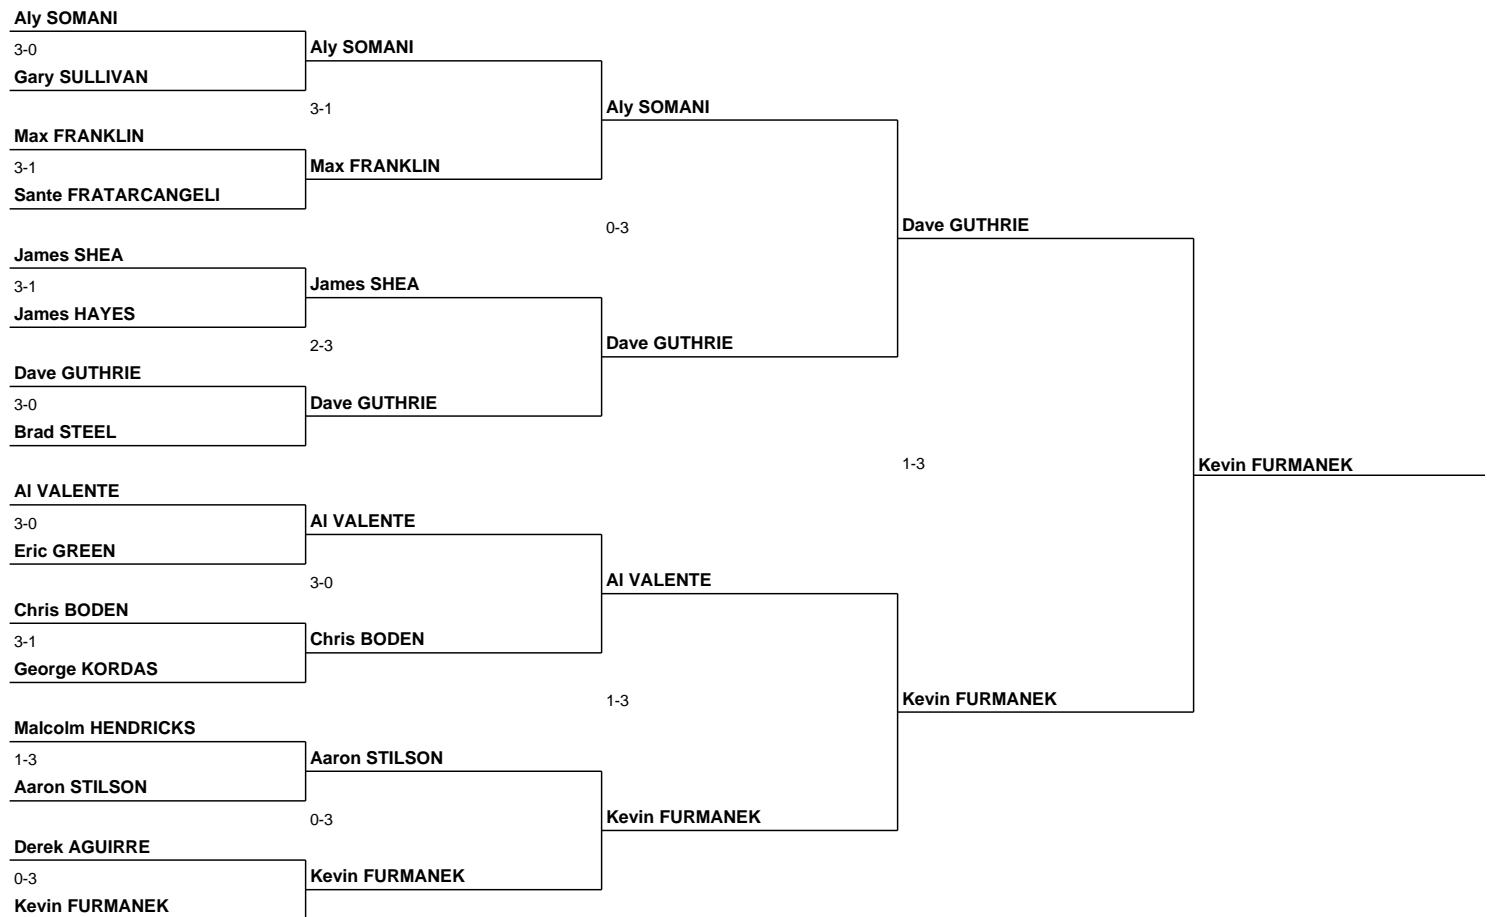 Aly SOMANI
3-0
Gary SULLIVAN
Aly SOMANI
3-1
Max FRANKLIN
3-1
Sante FRATARCANGELI
Max FRANKLIN
Aly SOMANI
0-3
James SHEA
3-1
James HAYES
James SHEA
2-3
Dave GUTHRIE
3-0
Brad STEEL
Dave GUTHRIE
Dave GUTHRIE
Dave GUTHRIE
1-3
Kevin FURMANEK
Al VALENTE
3-0
Eric GREEN
Al VALENTE
3-0
Chris BODEN
3-1
George KORDAS
Chris BODEN
Al VALENTE
1-3
Malcolm HENDRICKS
1-3
Aaron STILSON
Aaron STILSON
0-3
Derek AGUIRRE
0-3
Kevin FURMANEK
Kevin FURMANEK
Kevin FURMANEK
Kevin FURMANEK